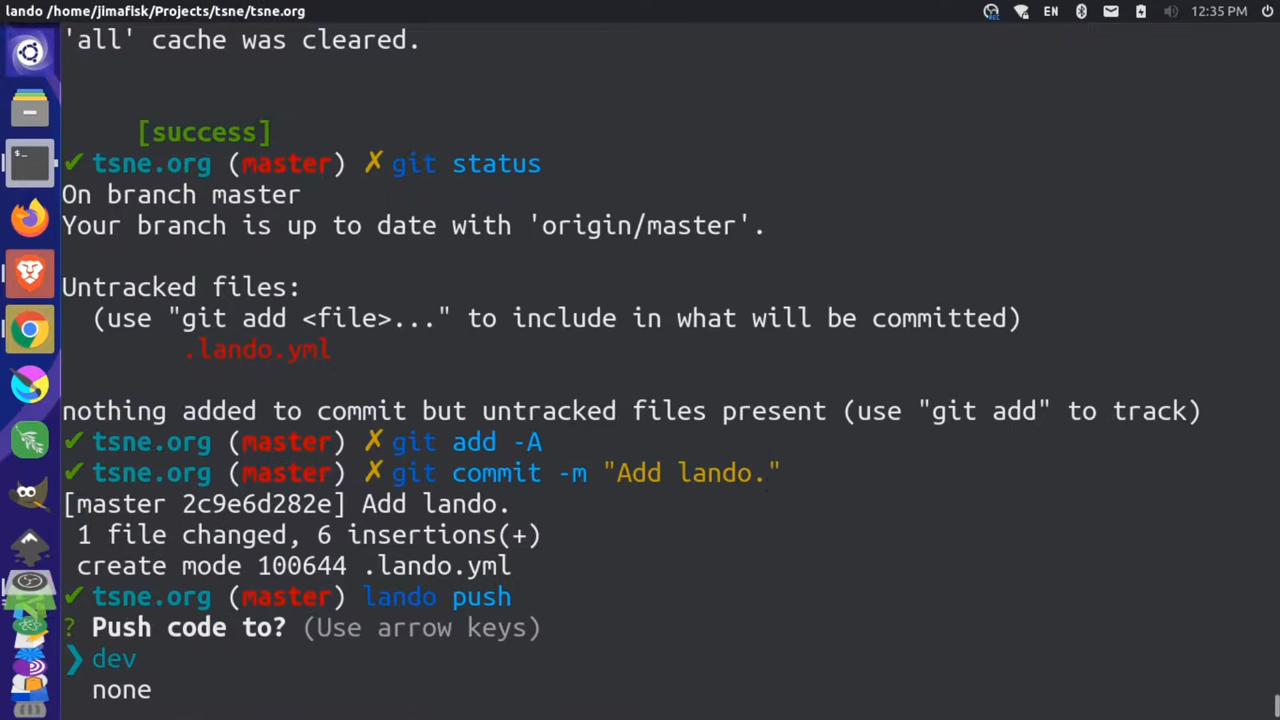 lando /home/jimafisk/Projects/tsne/tsne.org
EN
12:35 PM
'all' cache was cleared.
[success]
✔ tsne.org (master) ✗ git status
On branch master
Your branch is up to date with 'origin/master'.
Untracked files:
(use "git add <file>..." to include in what will be committed)
.lando.yml
nothing added to commit but untracked files present (use "git add" to track)
✔ tsne.org (master) ✗ git add -A
✔ tsne.org (master) ✗ git commit -m "Add lando."
[master 2c9e6d282e] Add lando.
1 file changed, 6 insertions(+)
create mode 100644 .lando.yml
✔ tsne.org (master) lando push
? Push code to? (Use arrow keys)
❯ dev
none